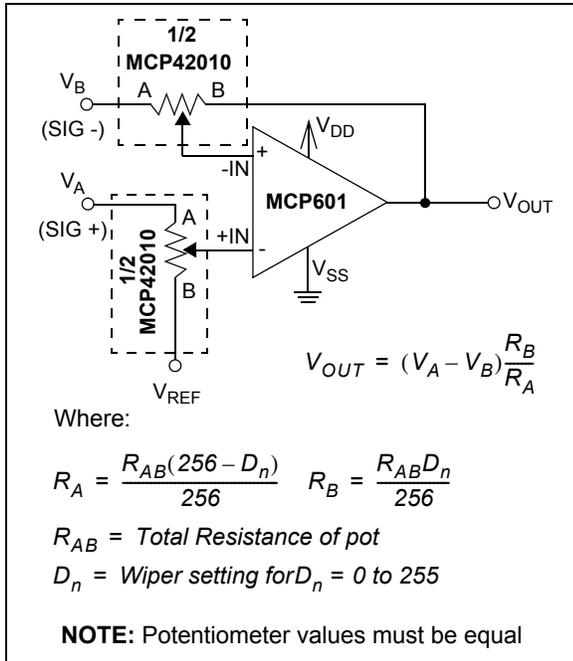 1/2
MCP42010
V_B
A
B
(SIG -)
V_DD
+
-IN
V_A
MCP601
V_OUT
(SIG +)
A
+IN
-
1/2
MCP42010
V_SS
B
V_REF
V_OUT = (V_A – V_B) R_B/R_A
Where:
R_A = R_AB(256 – D_n)/256 R_B = R_AB D_n/256
R_AB = Total Resistance of pot
D_n = Wiper setting forD_n = 0 to 255
NOTE: Potentiometer values must be equal